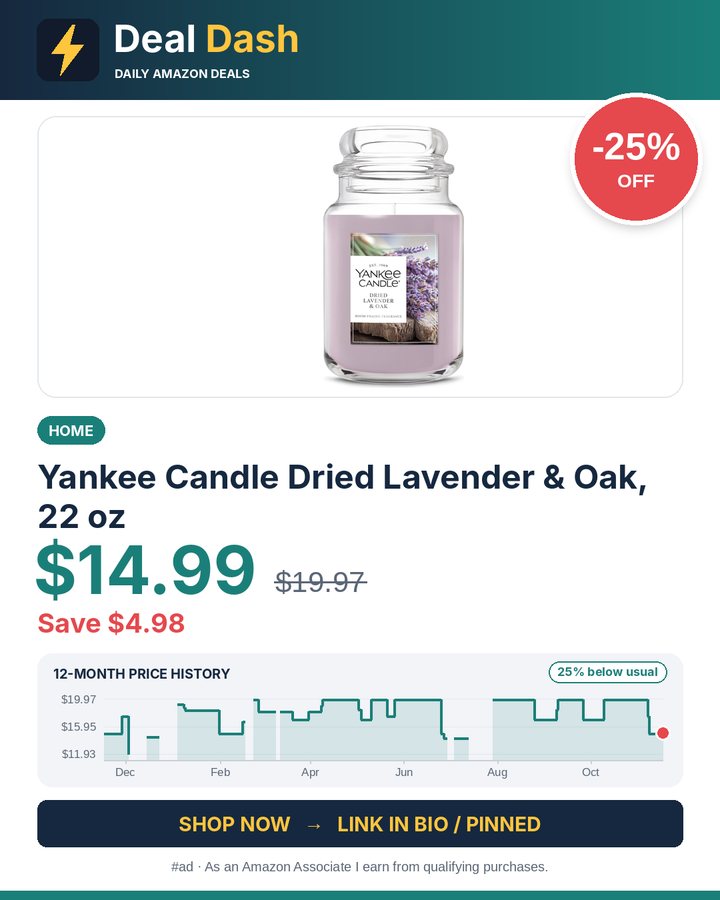 Deal Dash
DAILY AMAZON DEALS
-25%
OFF
YANKEE
CANDLE
DRIED
LAVENDER
& OAK
HOME
Yankee Candle Dried Lavender & Oak,
22 oz
$14.99 $19.97
Save $4.98
12-MONTH PRICE HISTORY
25% below usual
$19.97
$15.95
$11.93
Dec Feb Apr Jun Aug Oct
SHOP NOW → LINK IN BIO / PINNED
#ad · As an Amazon Associate I earn from qualifying purchases.